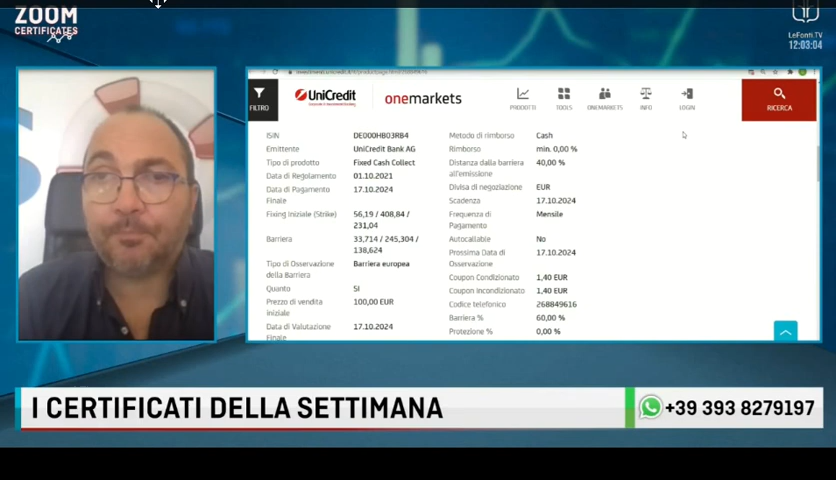 ZOOM
CERTIFICATES
LeFonti.TV
12:03:04
FILTRO
UniCredit
onemarkets
PRODOTTI
TOOLS
ONEMARKETS
INFO
LOGIN
RICERCA
ISIN DE000HB03RB4
Emittente UniCredit Bank AG
Tipo di prodotto Fixed Cash Collect
Data di Regolamento 01.10.2021
Data di Pagamento 17.10.2024
Finale
Fixing Iniziale (Strike) 56,19 / 408,84 /
231,04
Barriera 33,714 / 245,304 /
138,624
Tipo di Osservazione Barriera europea
della Barriera
Quanto SI
Prezzo di vendita 100,00 EUR
iniziale
Data di Valutazione 17.10.2024
Finale
Metodo di rimborso Cash
Rimborso min. 0,00 %
Distanza dalla barriera 40,00 %
all'emissione
Divisa di negoziazione EUR
Scadenza 17.10.2024
Frequenza di Mensile
Pagamento
Autocallable No
Prossima Data di 17.10.2024
Osservazione
Coupon Condizionato 1,40 EUR
Coupon Incondizionato 1,40 EUR
Codice telefonico 268849616
Barriera % 60,00 %
Protezione % 0,00 %
I CERTIFICATI DELLA SETTIMANA
+39 393 8279197